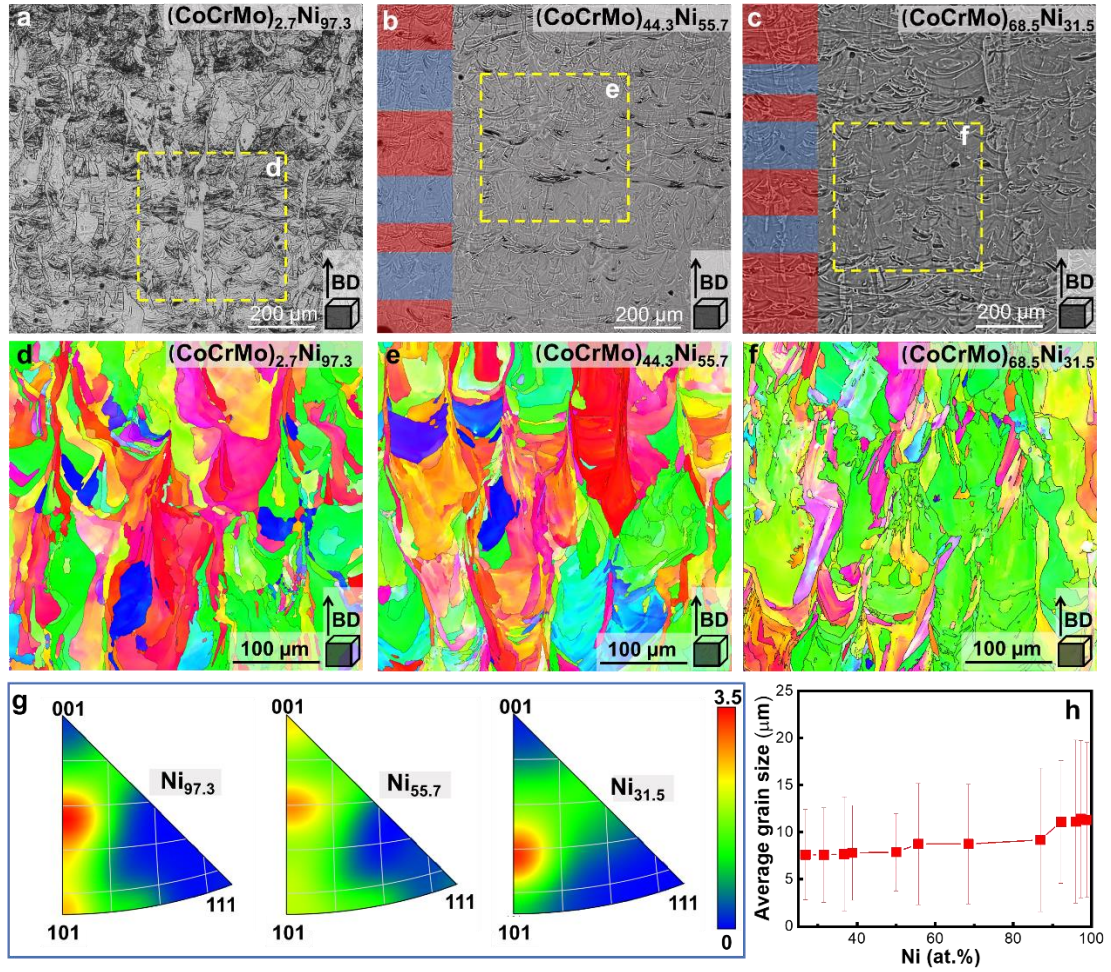 a (CoCrMo)2.7Ni97.3
d
BD
200 μm
b (CoCrMo)44.3Ni55.7
e
BD
200 μm
c (CoCrMo)68.5Ni31.5
f
BD
200 μm
d (CoCrMo)2.7Ni97.3
BD
100 μm
e (CoCrMo)44.3Ni55.7
BD
100 μm
f (CoCrMo)68.5Ni31.5
BD
100 μm
g
001
Ni97.3
111
101
001
Ni55.7
111
101
001
Ni31.5
111
101
3.5
0
h
Average grain size (μm)
25
20
15
10
5
0
40 60 80 100
Ni (at.%)